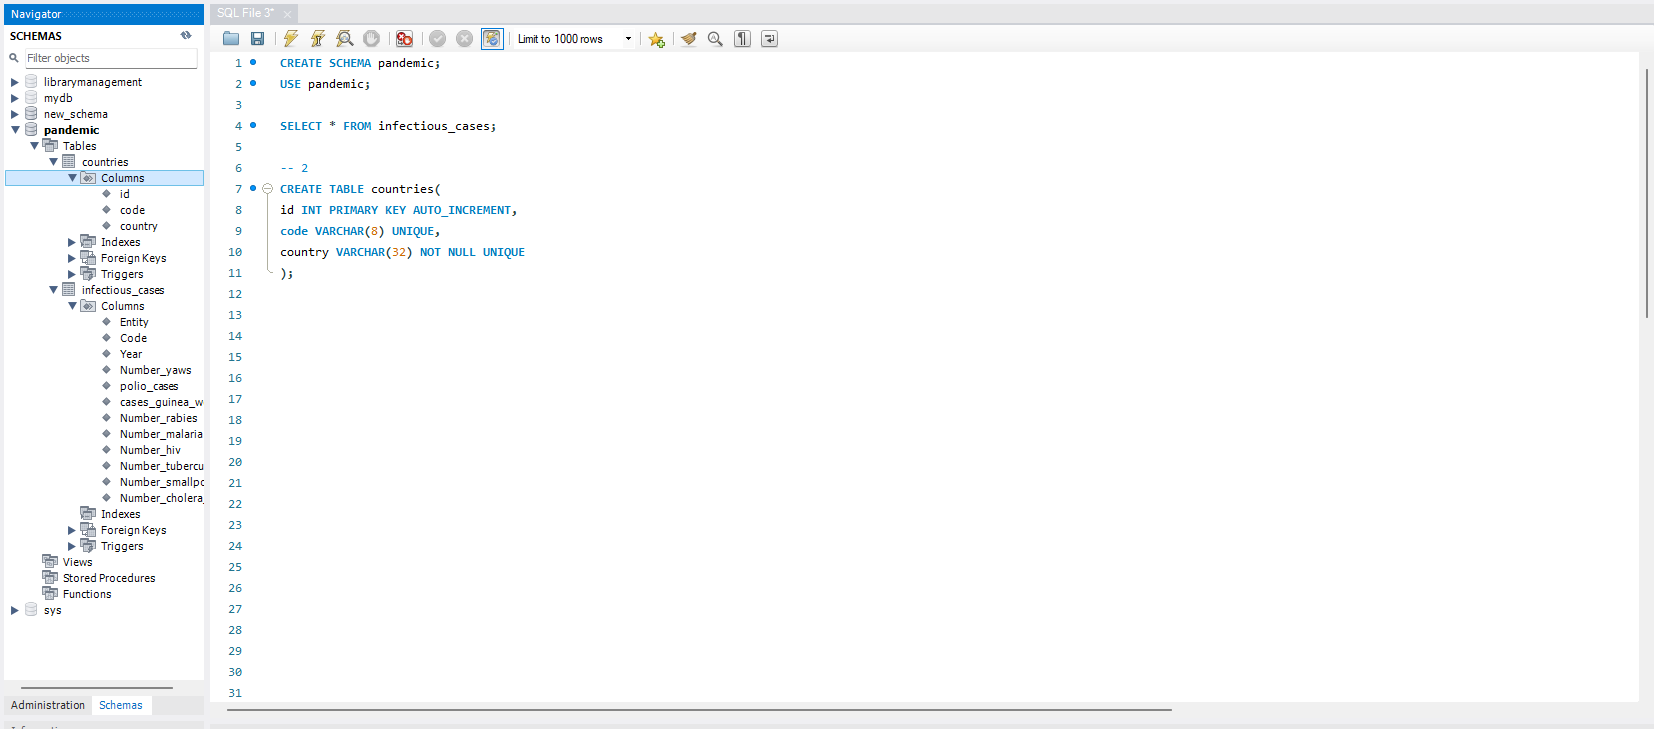 Navigator
SCHEMAS
Filter objects
librarymanagement
mydb
new_schema
pandemic
Tables
countries
Columns
id
code
country
Indexes
Foreign Keys
Triggers
infectious_cases
Columns
Entity
Code
Year
Number_yaws
polio_cases
cases_guinea_w
Number_rabies
Number_malaria
Number_hiv
Number_tubercu
Number_smallpo
Number_cholera_
Indexes
Foreign Keys
Triggers
Views
Stored Procedures
Functions
sys
Administration Schemas
SQL File 3*
Limit to 1000 rows
1 CREATE SCHEMA pandemic;
2 USE pandemic;
3
4 SELECT * FROM infectious_cases;
5
6 -- 2
7 CREATE TABLE countries(
8 id INT PRIMARY KEY AUTO_INCREMENT,
9 code VARCHAR(8) UNIQUE,
10 country VARCHAR(32) NOT NULL UNIQUE
11 );
12
13
14
15
16
17
18
19
20
21
22
23
24
25
26
27
28
29
30
31